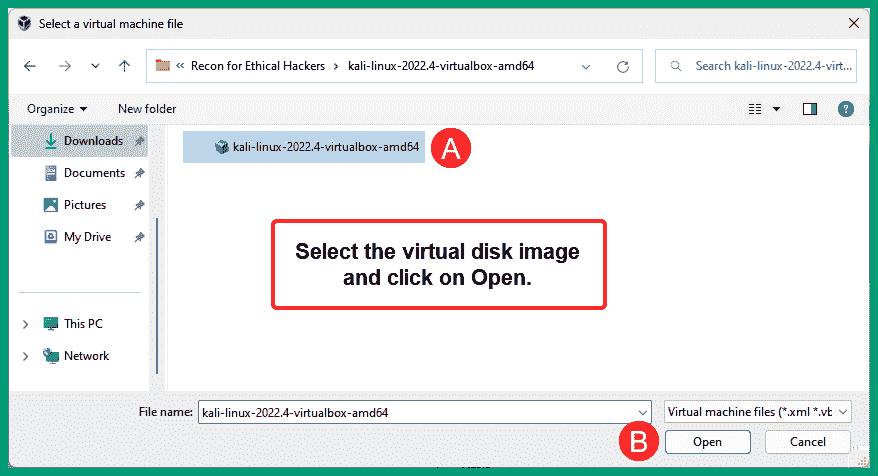 Select a virtual machine file
« Recon for Ethical Hackers › kali-linux-2022.4-virtualbox-amd64
Search kali-linux-2022.4-virt...
Organize
New folder
Downloads
Documents
Pictures
My Drive
This PC
Network
kali-linux-2022.4-virtualbox-amd64
A
Select the virtual disk image
and click on Open.
File name:
kali-linux-2022.4-virtualbox-amd64
Virtual machine files (*.xml *.vb
B
Open
Cancel